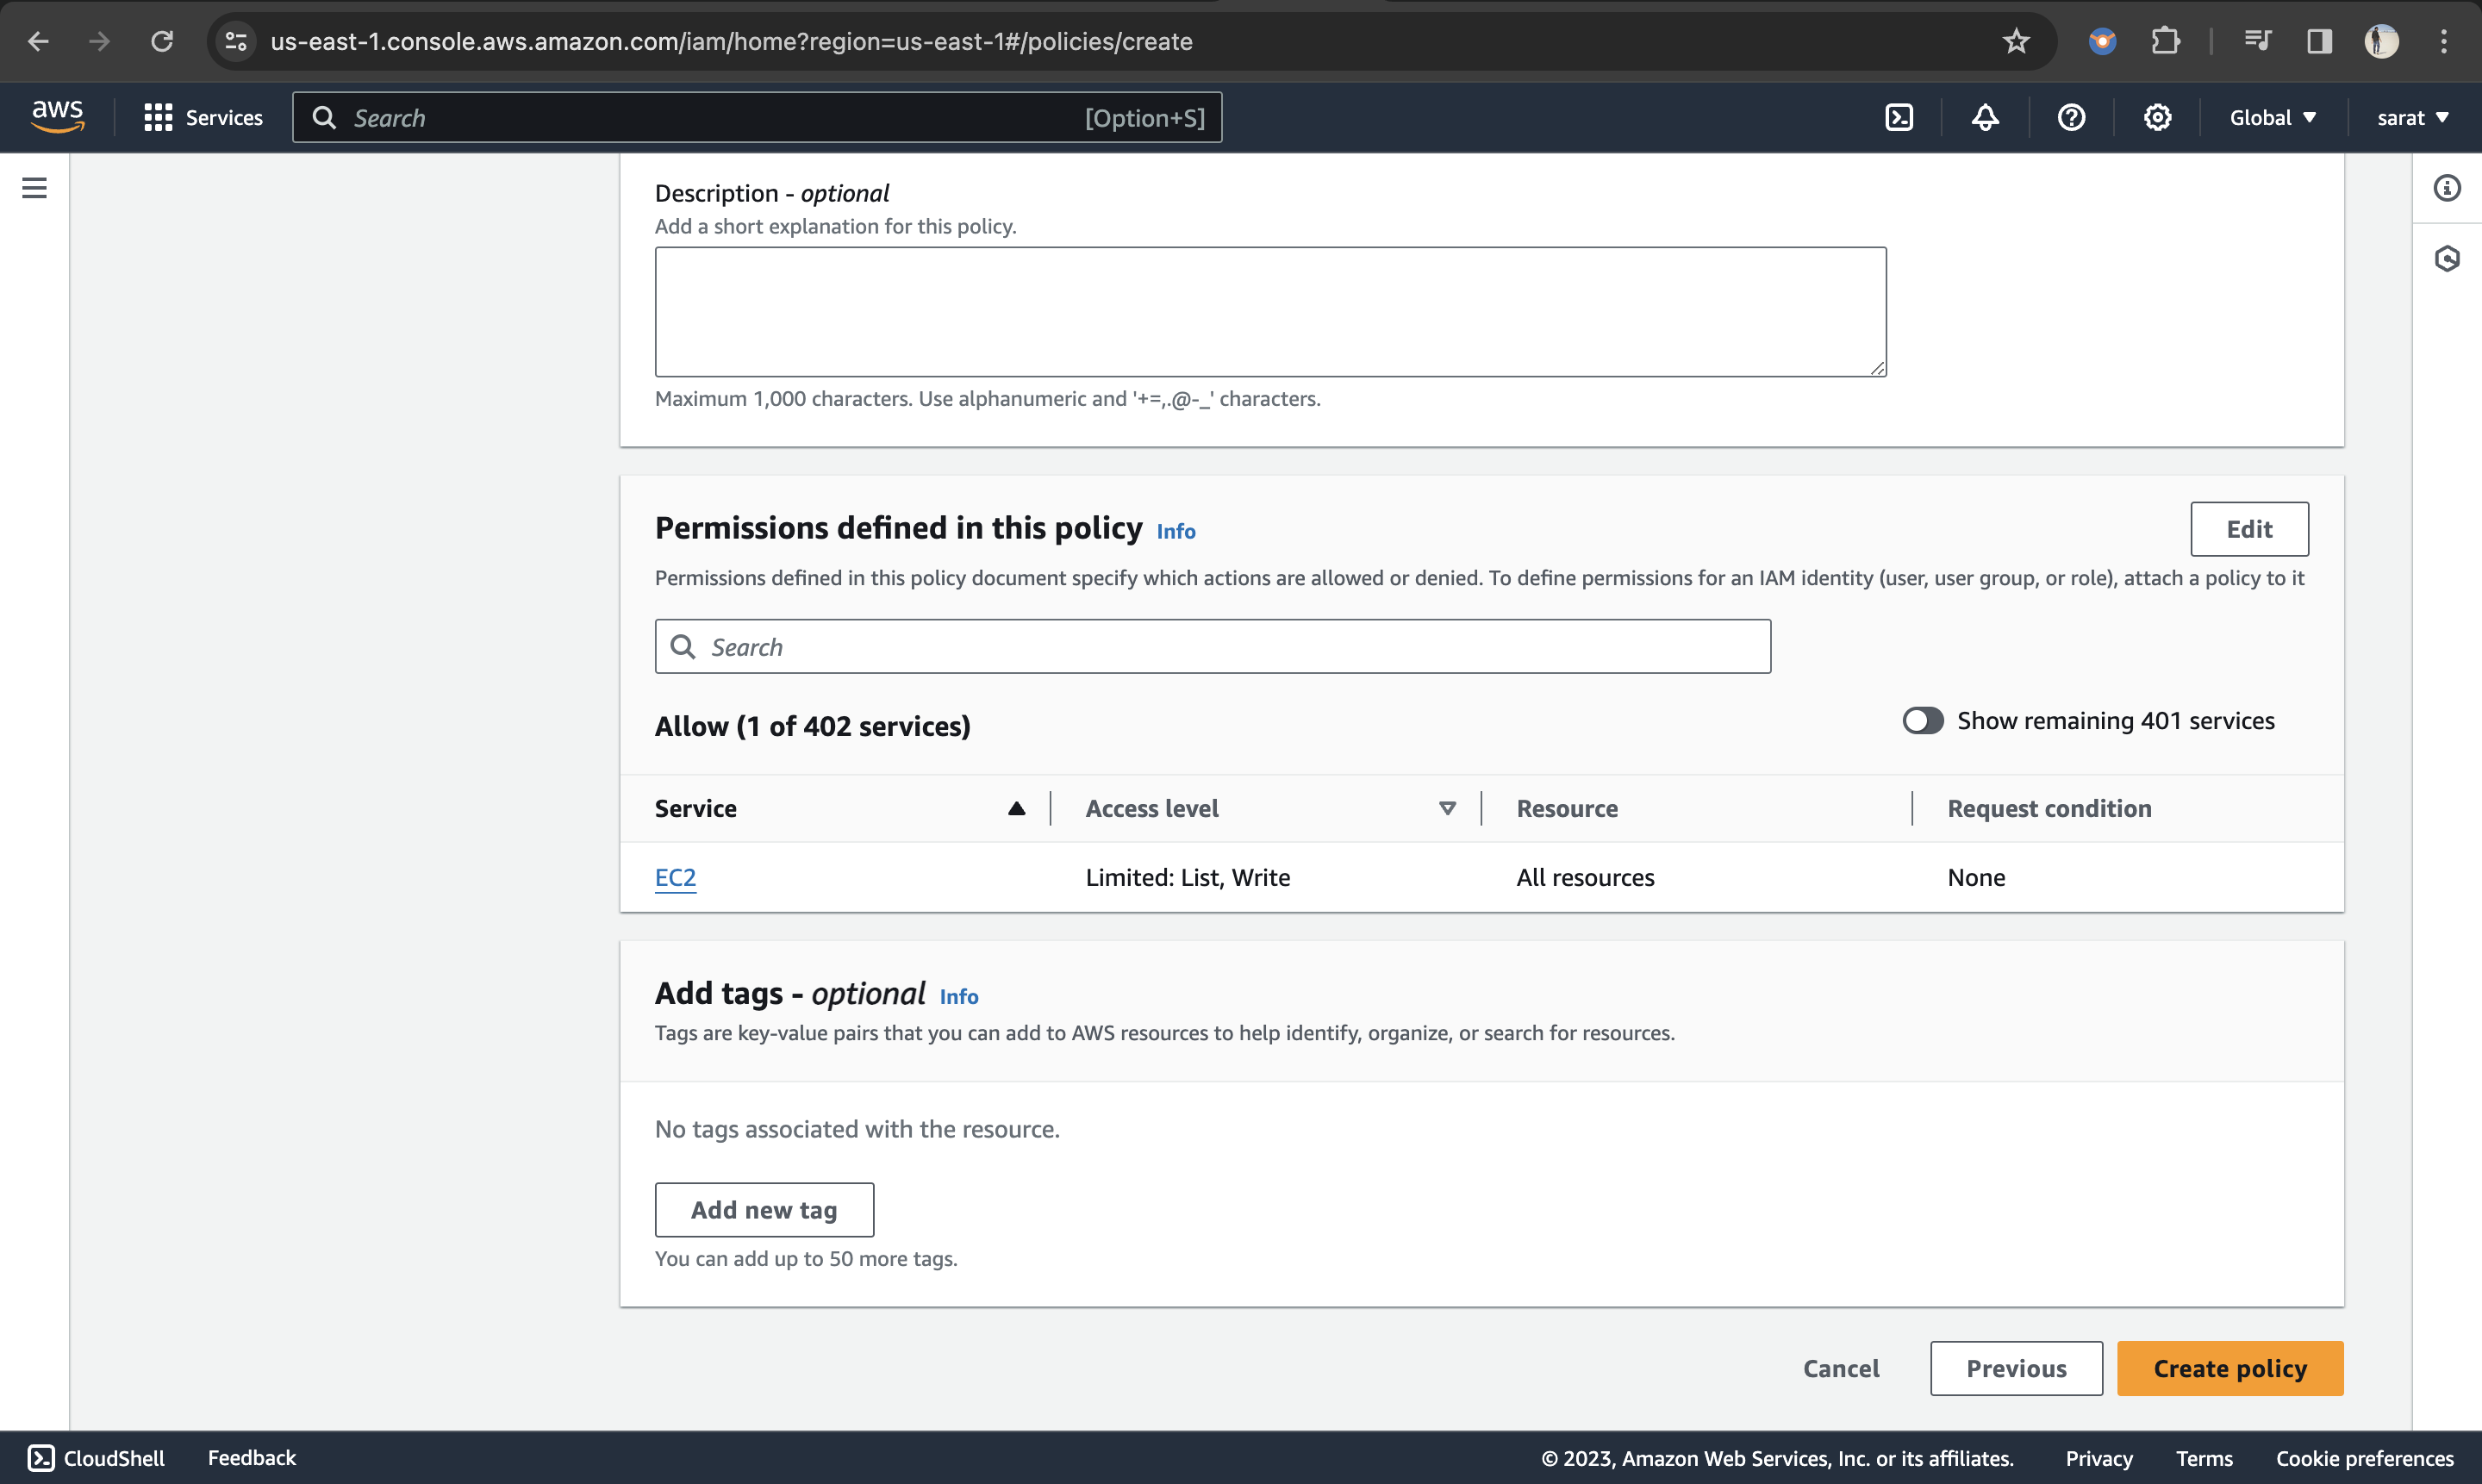 us-east-1.console.aws.amazon.com/iam/home?region=us-east-1#/policies/create
aws
Services
Search
[Option+S]
Global
sarat
Description - optional
Add a short explanation for this policy.
Maximum 1,000 characters. Use alphanumeric and '+=,.@-_' characters.
Permissions defined in this policy Info
Edit
Permissions defined in this policy document specify which actions are allowed or denied. To define permissions for an IAM identity (user, user group, or role), attach a policy to it
Search
Allow (1 of 402 services)
Show remaining 401 services
Service
Access level
Resource
Request condition
EC2
Limited: List, Write
All resources
None
Add tags - optional Info
Tags are key-value pairs that you can add to AWS resources to help identify, organize, or search for resources.
No tags associated with the resource.
Add new tag
You can add up to 50 more tags.
Cancel
Previous
Create policy
CloudShell
Feedback
© 2023, Amazon Web Services, Inc. or its affiliates.
Privacy
Terms
Cookie preferences